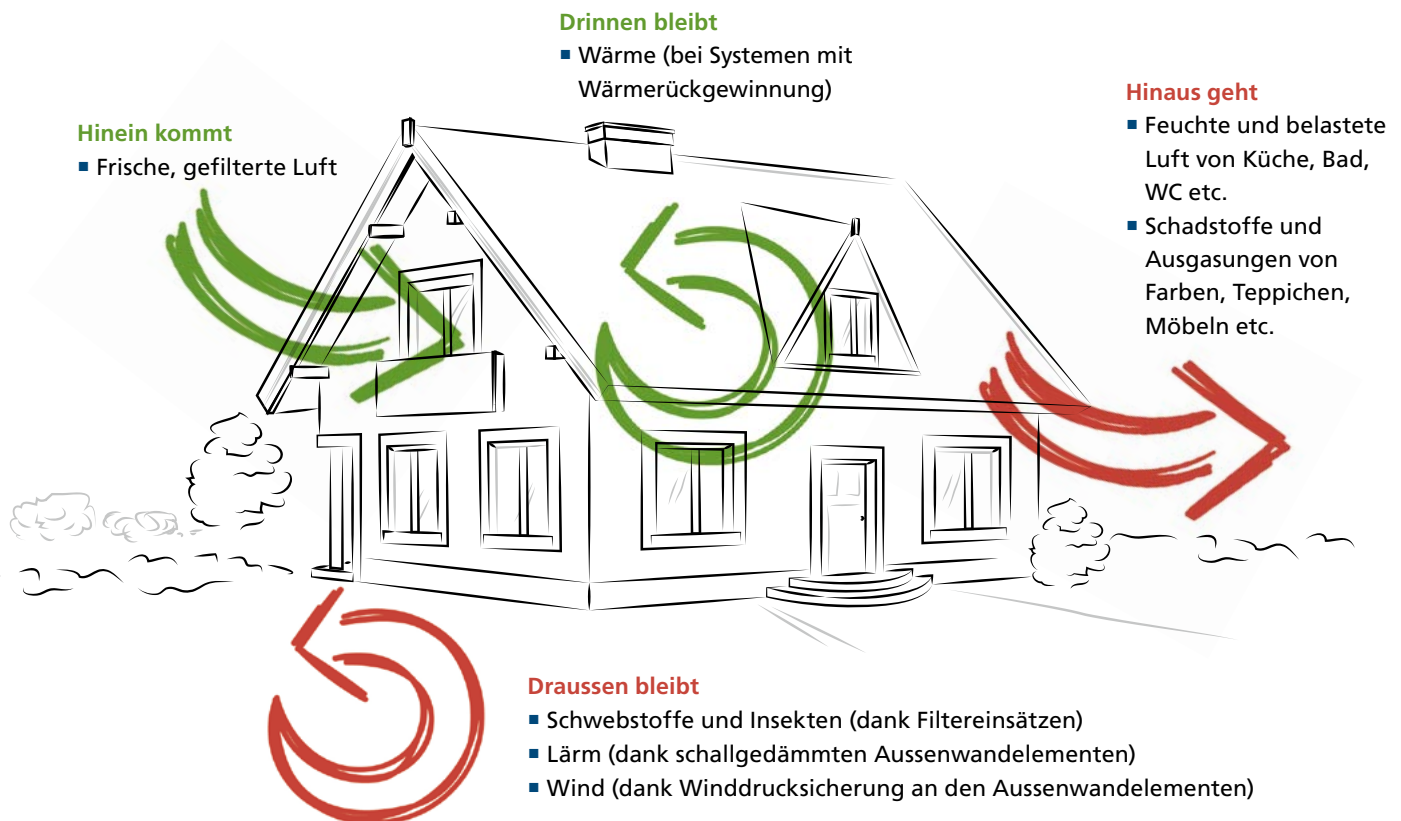 Drinnen bleibt
▪ Wärme (bei Systemen mit
Wärmerückgewinnung)
Hinein kommt
▪ Frische, gefilterte Luft
Hinaus geht
▪ Feuchte und belastete
Luft von Küche, Bad,
WC etc.
▪ Schadstoffe und
Ausgasungen von
Farben, Teppichen,
Möbeln etc.
Draussen bleibt
▪ Schwebstoffe und Insekten (dank Filtereinsätzen)
▪ Lärm (dank schallgedämmten Aussenwandelementen)
▪ Wind (dank Winddrucksicherung an den Aussenwandelementen)